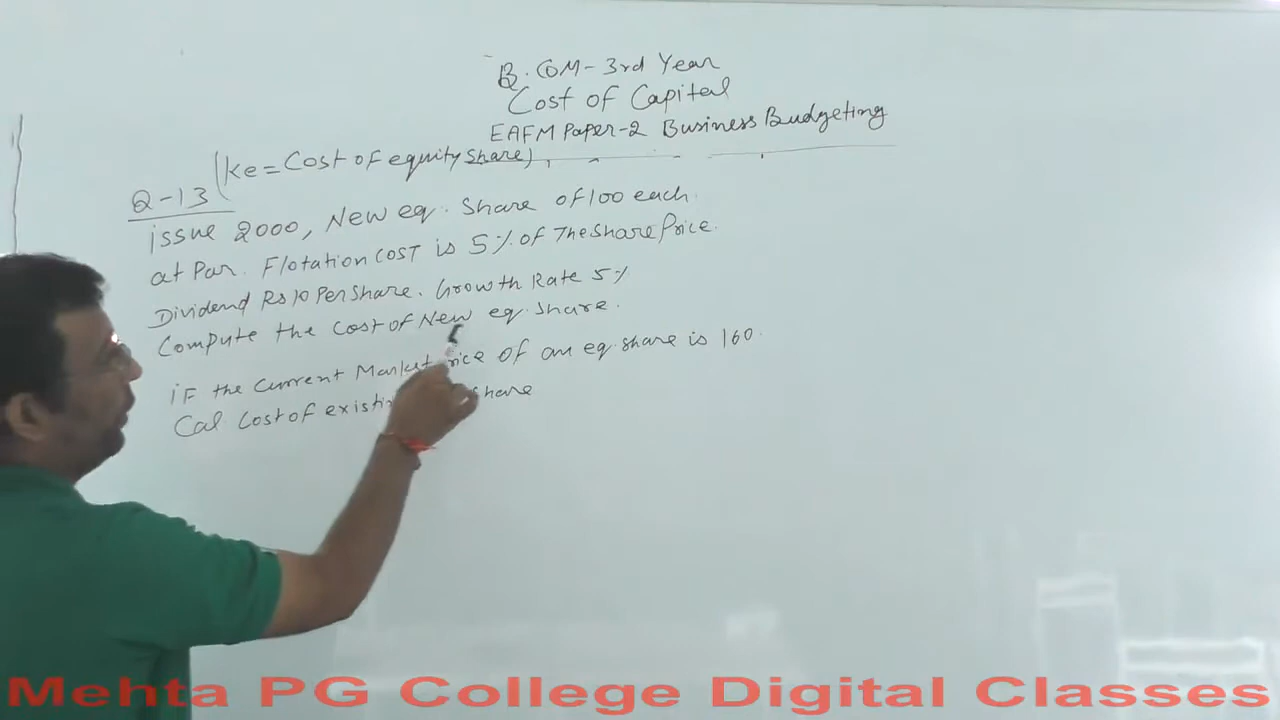 B.COM-3rd Year
Cost of Capital
EAFM Paper-2 Business Budgeting
(Ke=Cost of equity share)
Q-13
issue 2000, New eq. Share of 100 each.
at Par. Flotation cost is 5% of The Share Price.
Dividend Rs 10 Per Share. Growth Rate 5%
Compute the Cost of New eq. Share.
iF the Current Market rice of an eq. share is 160.
Cal Cost of share
Mehta PG College Digital Classes